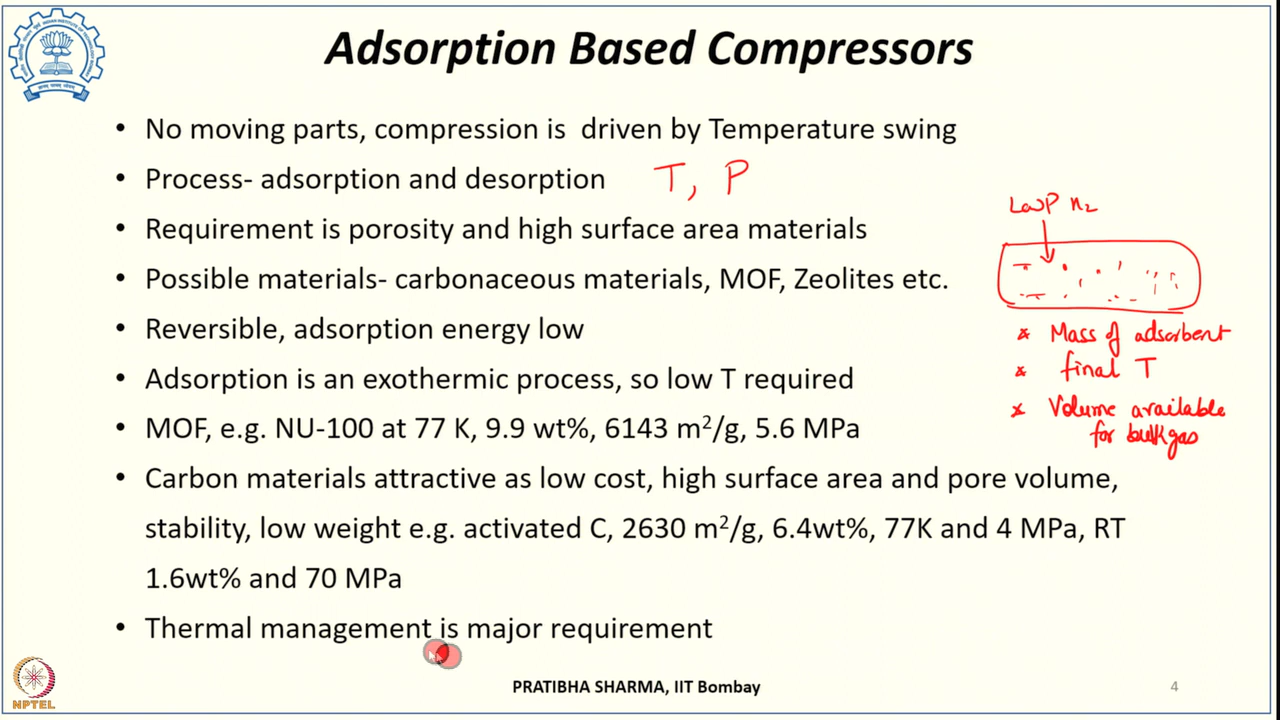 Adsorption Based Compressors
• No moving parts, compression is driven by Temperature swing
• Process- adsorption and desorption T, P
• Requirement is porosity and high surface area materials
• Possible materials- carbonaceous materials, MOF, Zeolites etc.
• Reversible, adsorption energy low
• Adsorption is an exothermic process, so low T required
• MOF, e.g. NU-100 at 77 K, 9.9 wt%, 6143 m²/g, 5.6 MPa
• Carbon materials attractive as low cost, high surface area and pore volume,
stability, low weight e.g. activated C, 2630 m²/g, 6.4wt%, 77K and 4 MPa, RT
1.6wt% and 70 MPa
• Thermal management is major requirement
Low P H2
* Mass of adsorbent
* final T
* Volume available
for bulk gas
NPTEL
PRATIBHA SHARMA, IIT Bombay
4